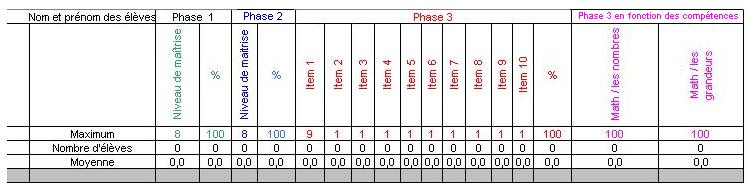 Nom et prénom des élèves Phase 1 Phase 2 Phase 3 Phase 3 en fonction des compétences
Niveau de maîtrise % Niveau de maîtrise % Item 1 Item 2 Item 3 Item 4 Item 5 Item 6 Item 7 Item 8 Item 9 Item 10 % Math / les nombres Math / les grandeurs
Maximum 8 100 8 100 9 1 1 1 1 1 1 1 1 1 100 100 100
Nombre d'élèves 0 0 0 0 0 0 0 0 0 0 0 0 0 0 0 0 0
Moyenne 0,0 0,0 0,0 0,0 0,0 0,0 0,0 0,0 0,0 0,0 0,0 0,0 0,0 0,0 0,0 0,0 0,0